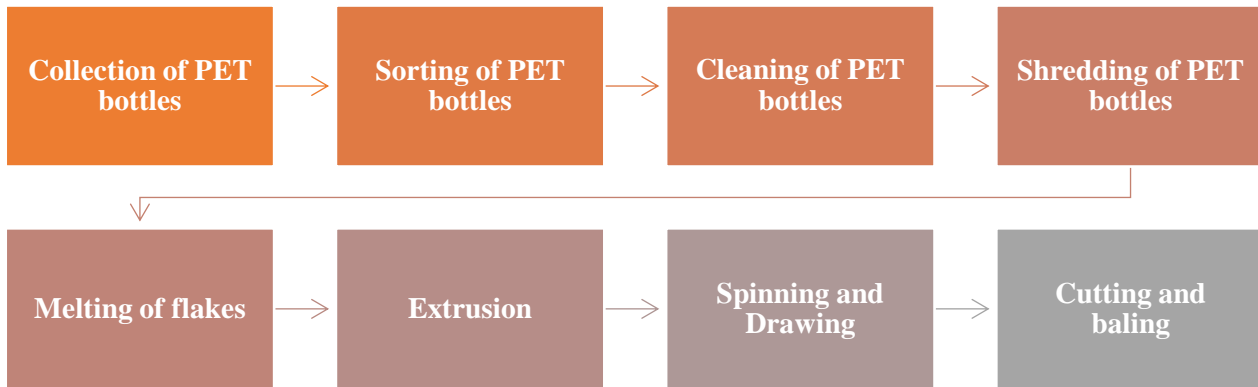 Collection of PET
bottles
Sorting of PET
bottles
Cleaning of PET
bottles
Shredding of PET
bottles
Melting of flakes
Extrusion
Spinning and
Drawing
Cutting and
baling